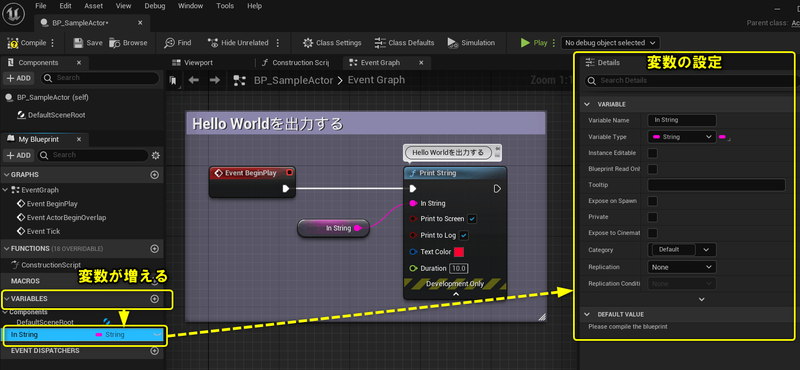 File Edit Asset View Debug Window Tools Help
BP_SampleActor•
Parent class: Ac
Compile Save Browse Find Hide Unrelated Class Settings Class Defaults Simulation Play No debug object selected
Components
ADD Search
BP_SampleActor (self)
DefaultSceneRoot
My Blueprint
ADD Search
GRAPHS
EventGraph
Event BeginPlay
Event ActorBeginOverlap
Event Tick
FUNCTIONS (18 OVERRIDABLE)
ConstructionScript
MACROS
変数が増える
VARIABLES
Components
DefaultSceneRoot
In String String
EVENT DISPATCHERS
Viewport Construction Scrij Event Graph
BP_SampleActor Event Graph Zoom 1:1
Hello Worldを出力する
Hello Worldを出力する
Event BeginPlay
Print String
In String
In String
Print to Screen
Print to Log
Text Color
Duration 10.0
Development Only
変数の設定
Details
Search Details
VARIABLE
Variable Name In String
Variable Type String
Instance Editable
Blueprint Read Onl
Tooltip
Expose on Spawn
Private
Expose to Cinemat
Category Default
Replication None
Replication Conditi None
DEFAULT VALUE
Please compile the blueprint